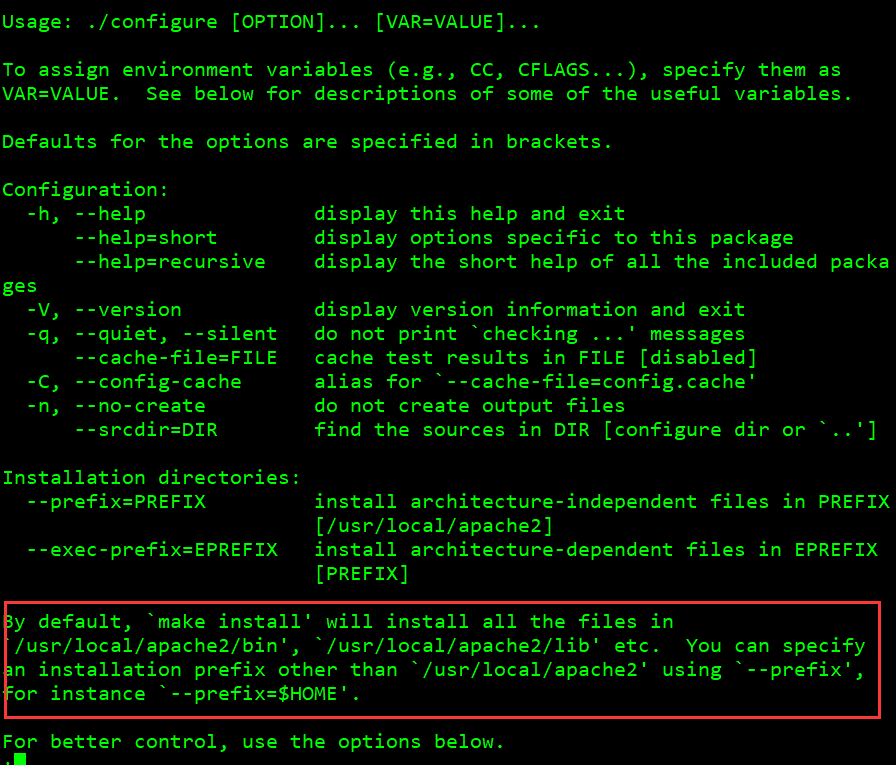 Usage: ./configure [OPTION]... [VAR=VALUE]...
To assign environment variables (e.g., CC, CFLAGS...), specify them as
VAR=VALUE.  See below for descriptions of some of the useful variables.
Defaults for the options are specified in brackets.
Configuration:
  -h, --help              display this help and exit
      --help=short        display options specific to this package
      --help=recursive    display the short help of all the included packa
ges
  -V, --version           display version information and exit
  -q, --quiet, --silent   do not print `checking ...' messages
      --cache-file=FILE   cache test results in FILE [disabled]
  -C, --config-cache      alias for `--cache-file=config.cache'
  -n, --no-create         do not create output files
      --srcdir=DIR        find the sources in DIR [configure dir or `..']
Installation directories:
  --prefix=PREFIX         install architecture-independent files in PREFIX
                          [/usr/local/apache2]
  --exec-prefix=EPREFIX   install architecture-dependent files in EPREFIX
                          [PREFIX]
By default, `make install' will install all the files in
`/usr/local/apache2/bin', `/usr/local/apache2/lib' etc.  You can specify
an installation prefix other than `/usr/local/apache2' using `--prefix',
for instance `--prefix=$HOME'.
For better control, use the options below.
: